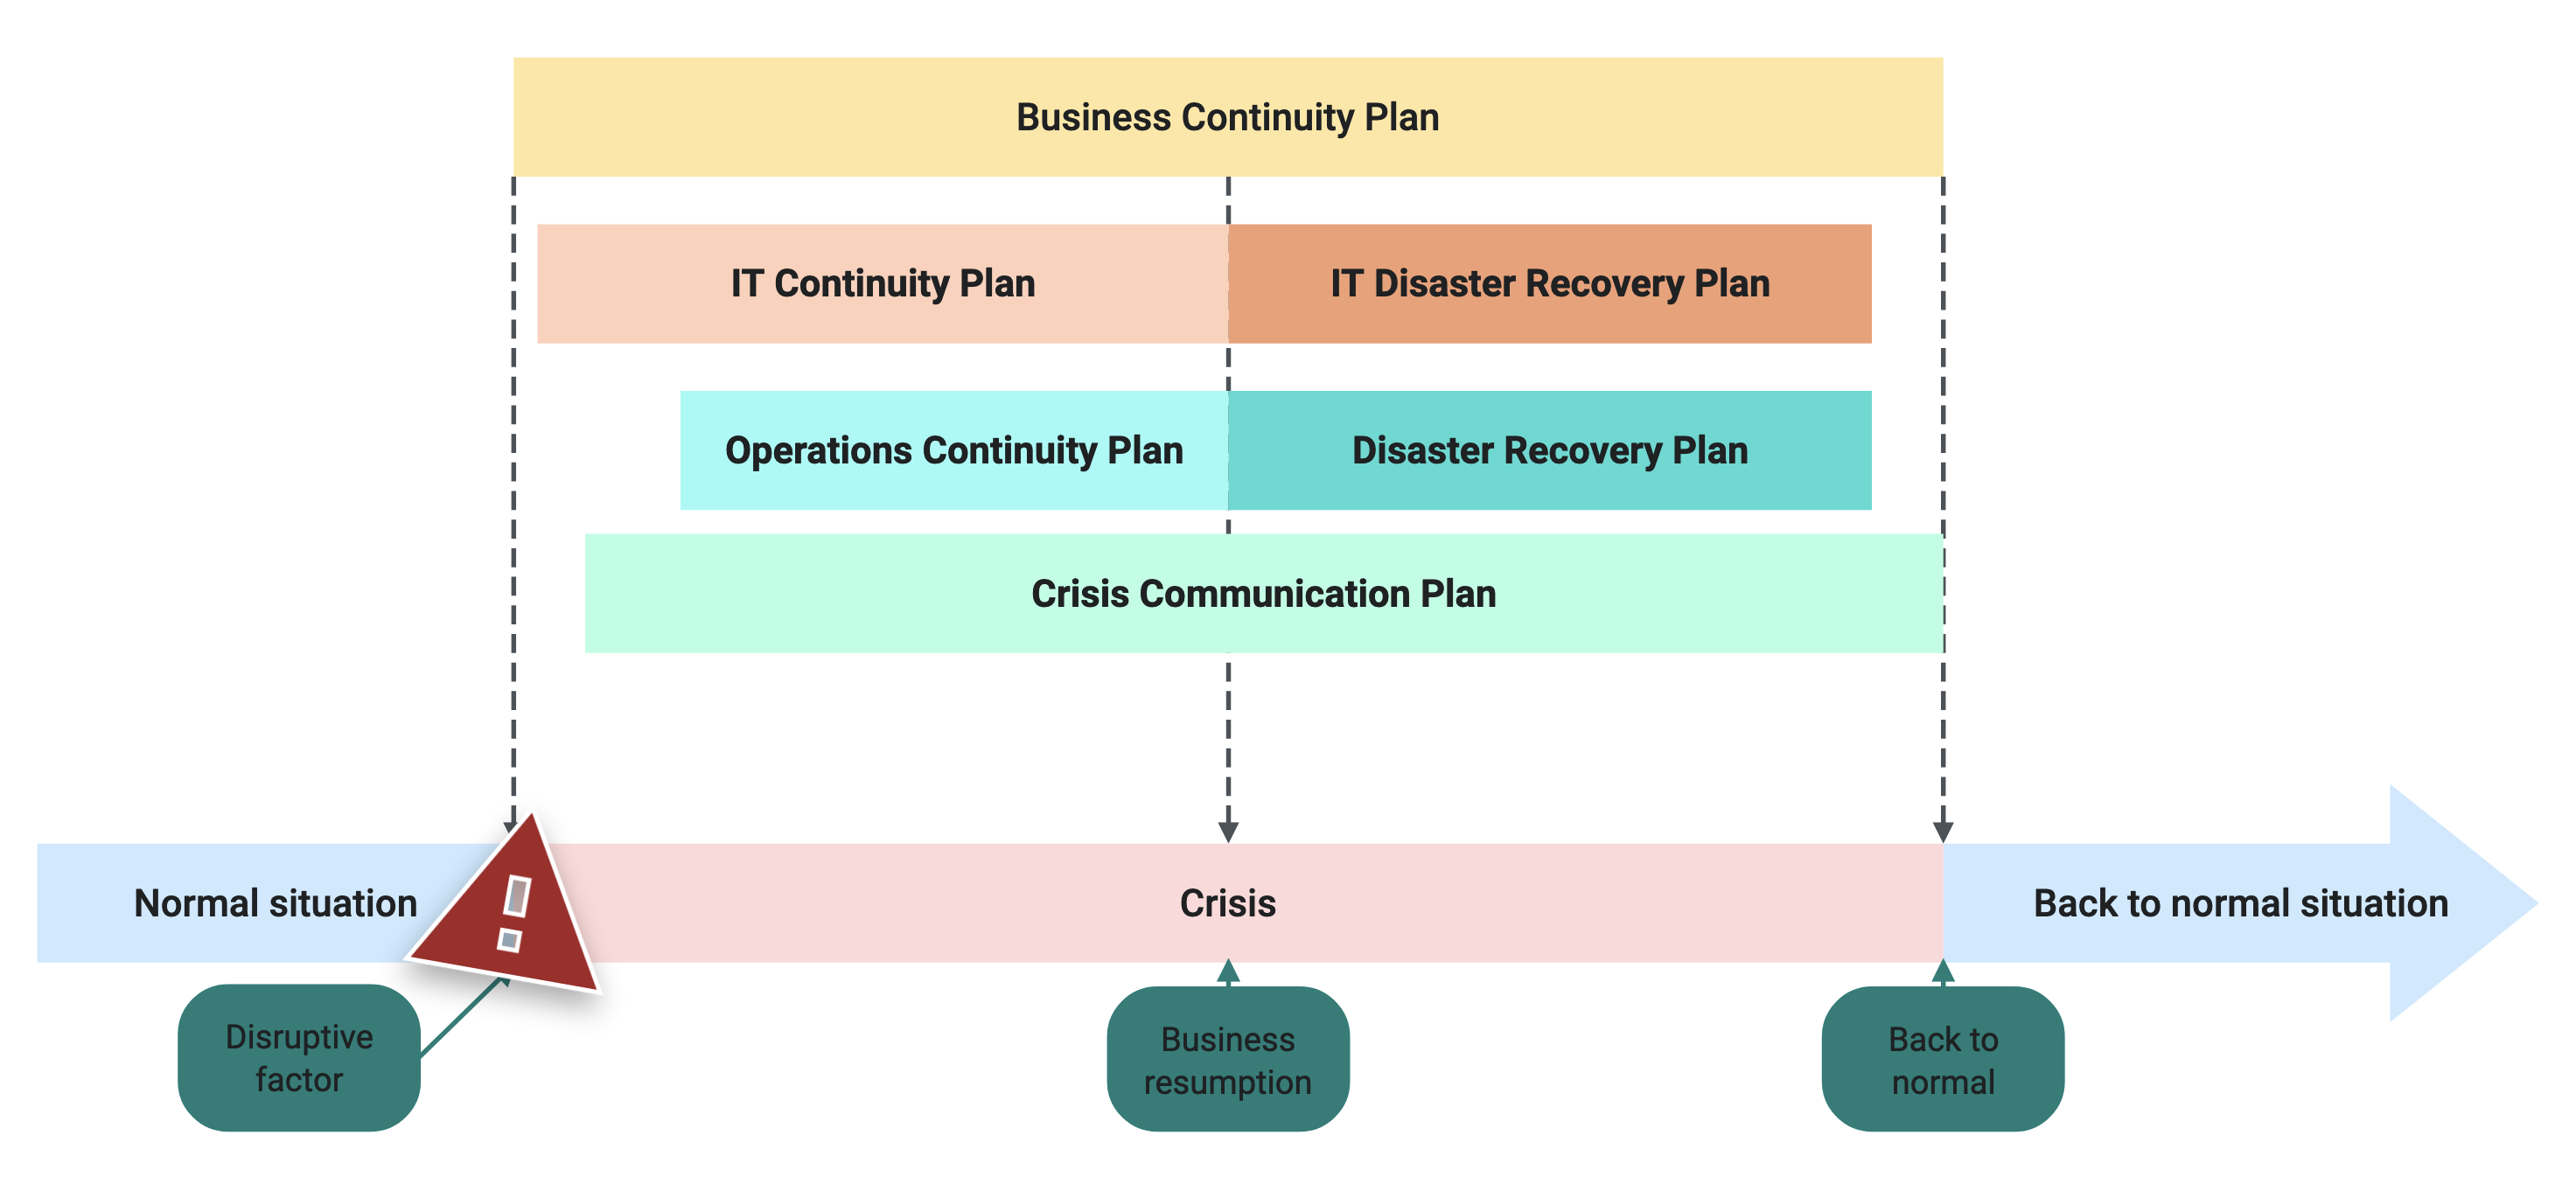 Business Continuity Plan
IT Continuity Plan
IT Disaster Recovery Plan
Operations Continuity Plan
Disaster Recovery Plan
Crisis Communication Plan
Normal situation
Crisis
Back to normal situation
Disruptive
factor
Business
resumption
Back to
normal